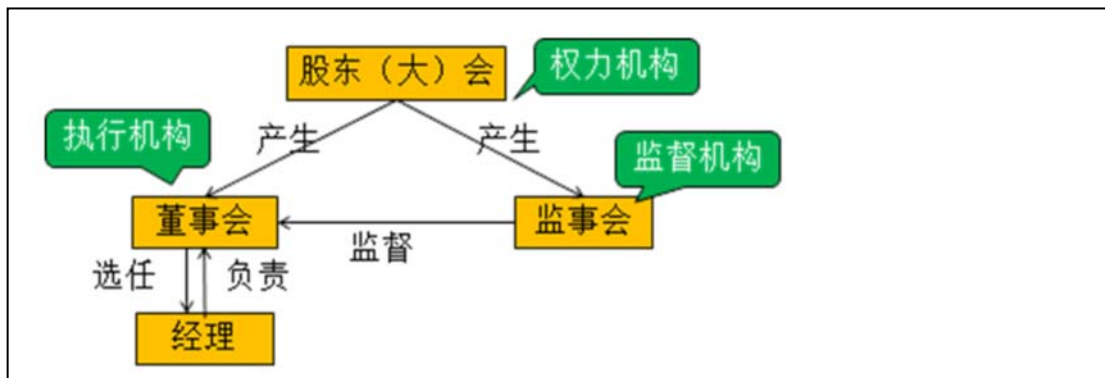 股东（大）会
权力机构
执行机构
产生
产生
监督机构
董事会
监事会
监督
选任
负责
经理